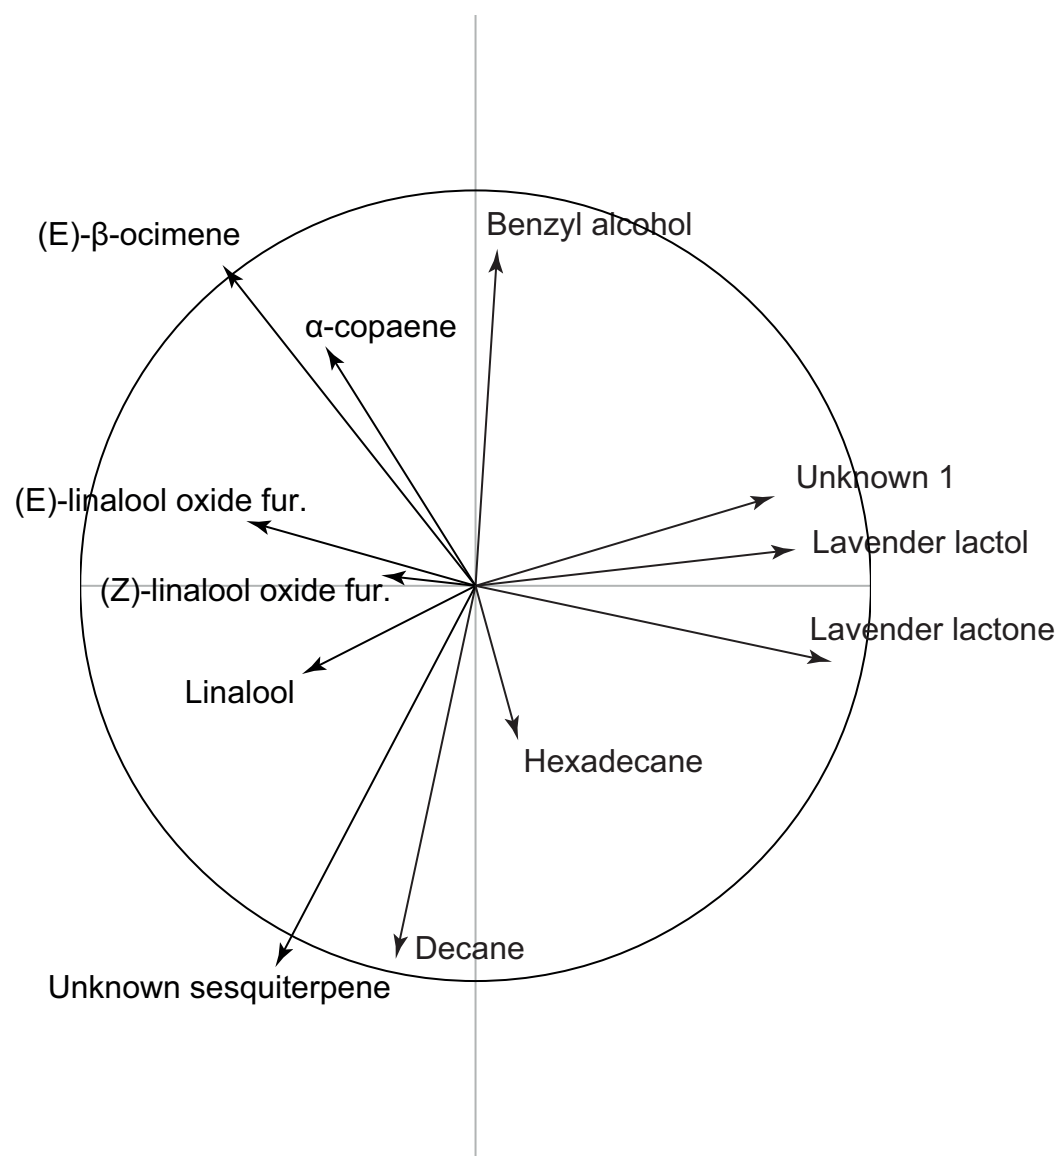 Benzyl alcohol
(E)-β-ocimene
α-copaene
Unknown 1
(E)-linalool oxide fur.
Lavender lactol
(Z)-linalool oxide fur.
Lavender lactone
Linalool
Hexadecane
Decane
Unknown sesquiterpene